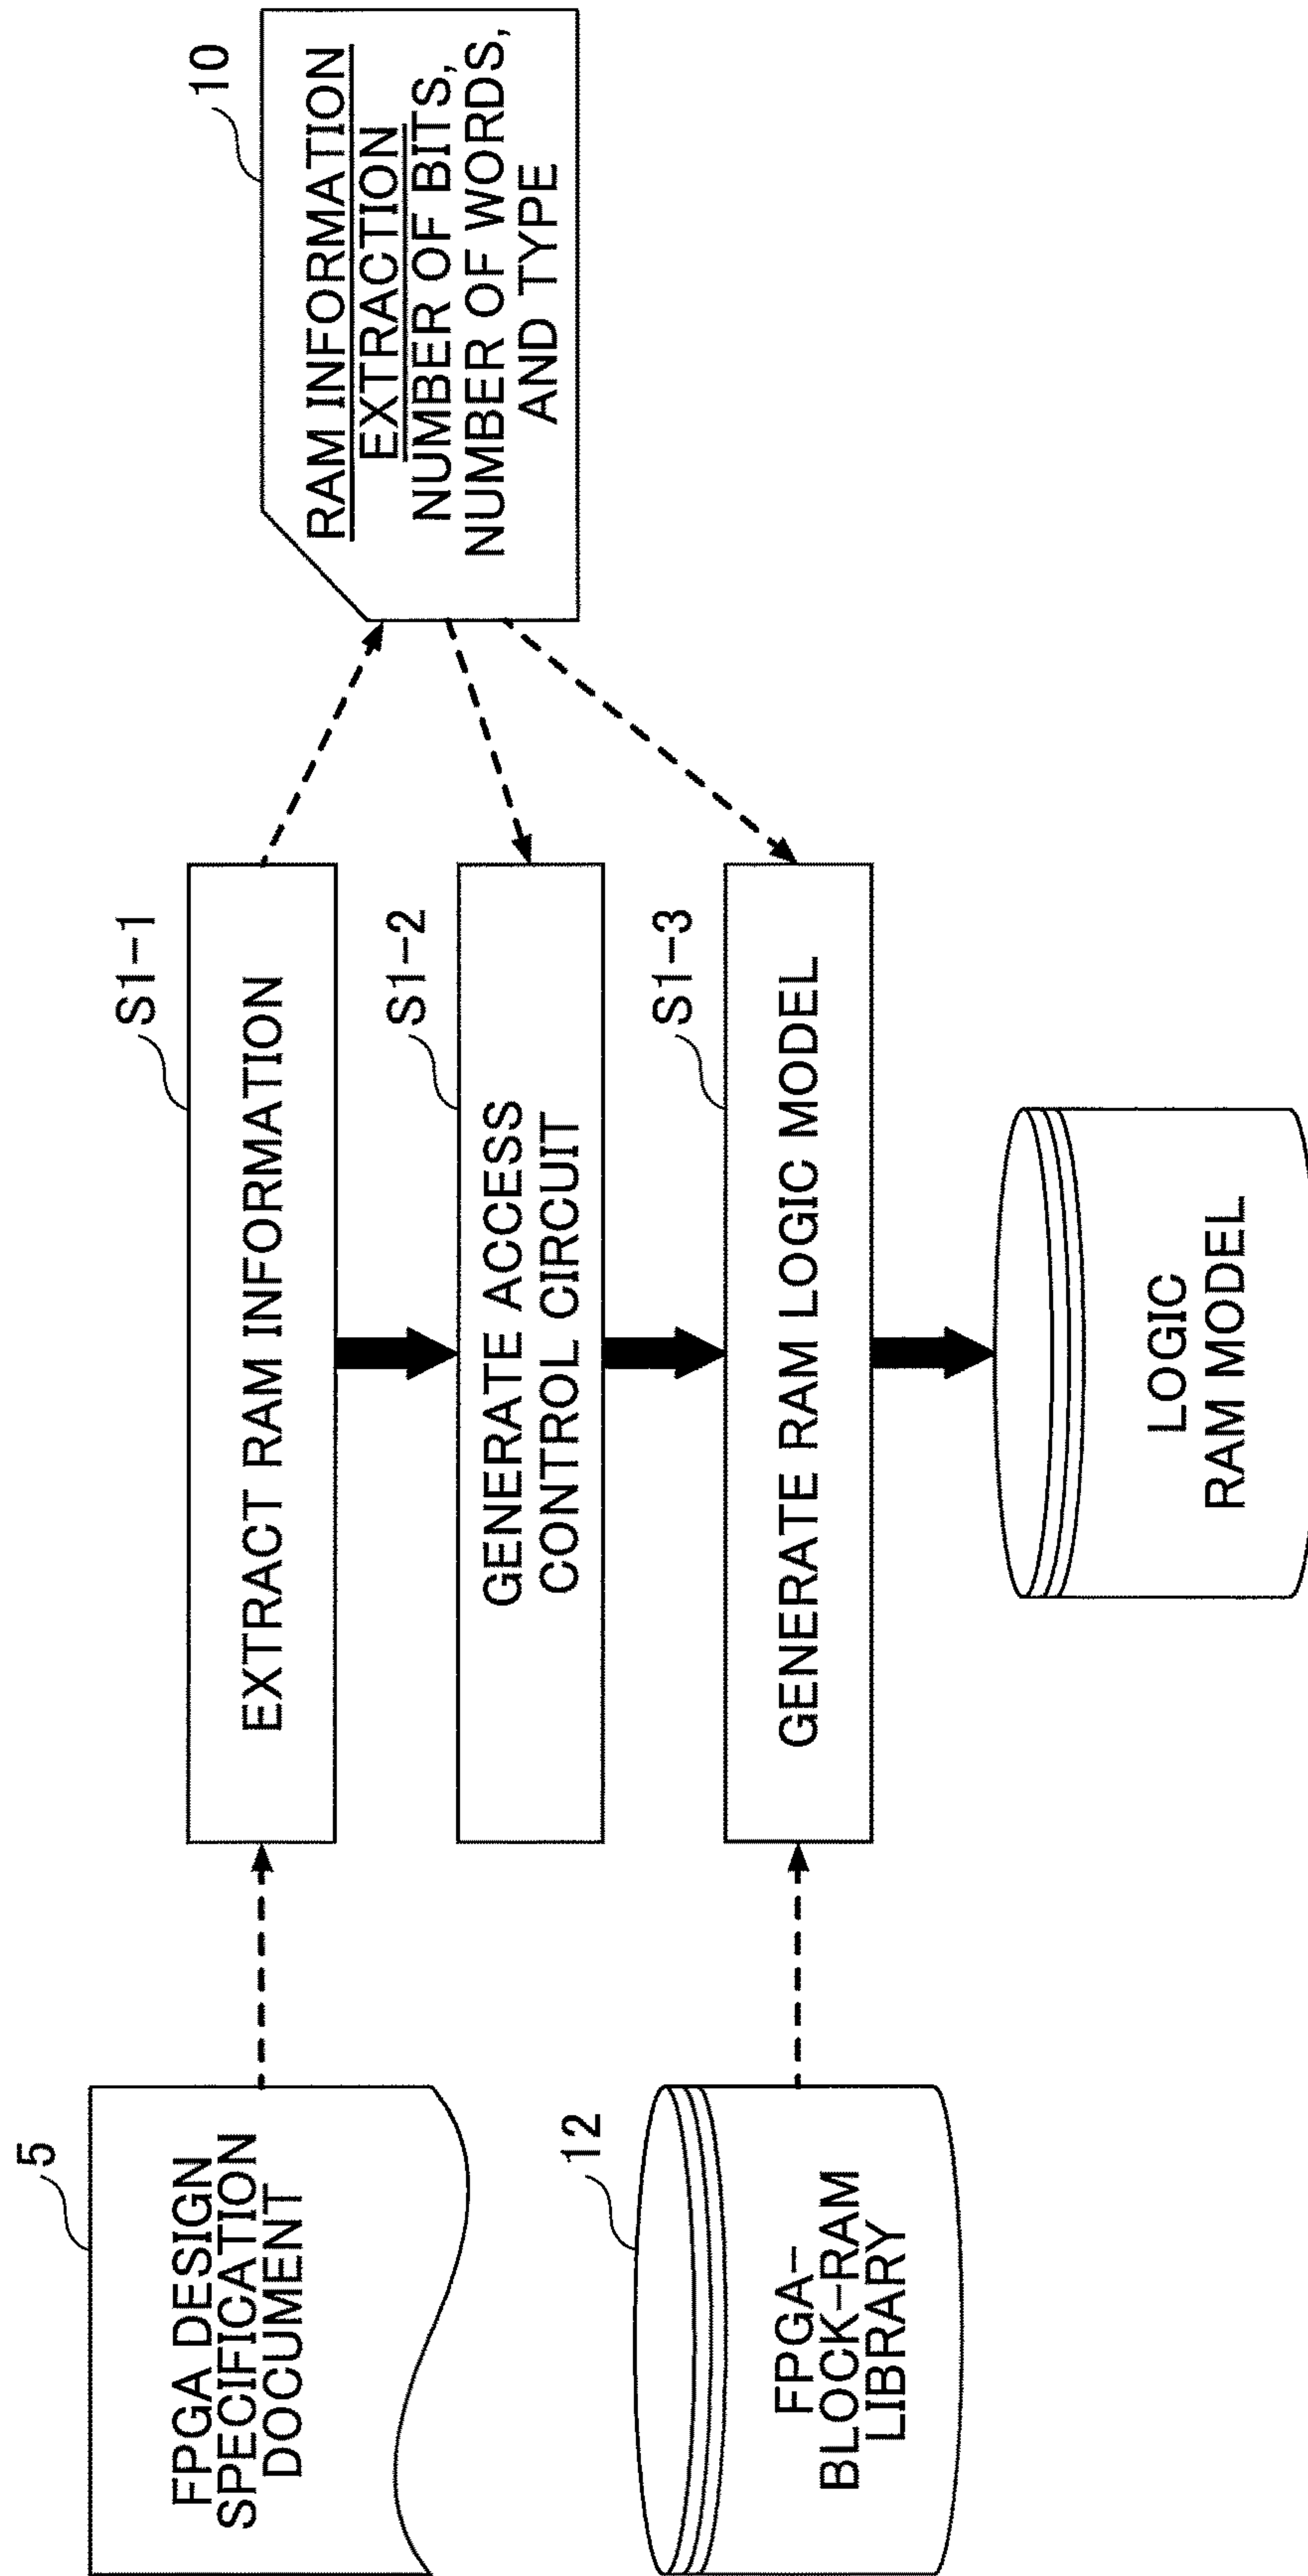 5
FPGA DESIGN
SPECIFICATION
DOCUMENT
S1-1
EXTRACT RAM INFORMATION
10
RAM INFORMATION
EXTRACTION
NUMBER OF BITS,
NUMBER OF WORDS,
AND TYPE
S1-2
GENERATE ACCESS
CONTROL CIRCUIT
12
FPGA-
BLOCK-RAM
LIBRARY
S1-3
GENERATE RAM LOGIC MODEL
LOGIC
RAM MODEL